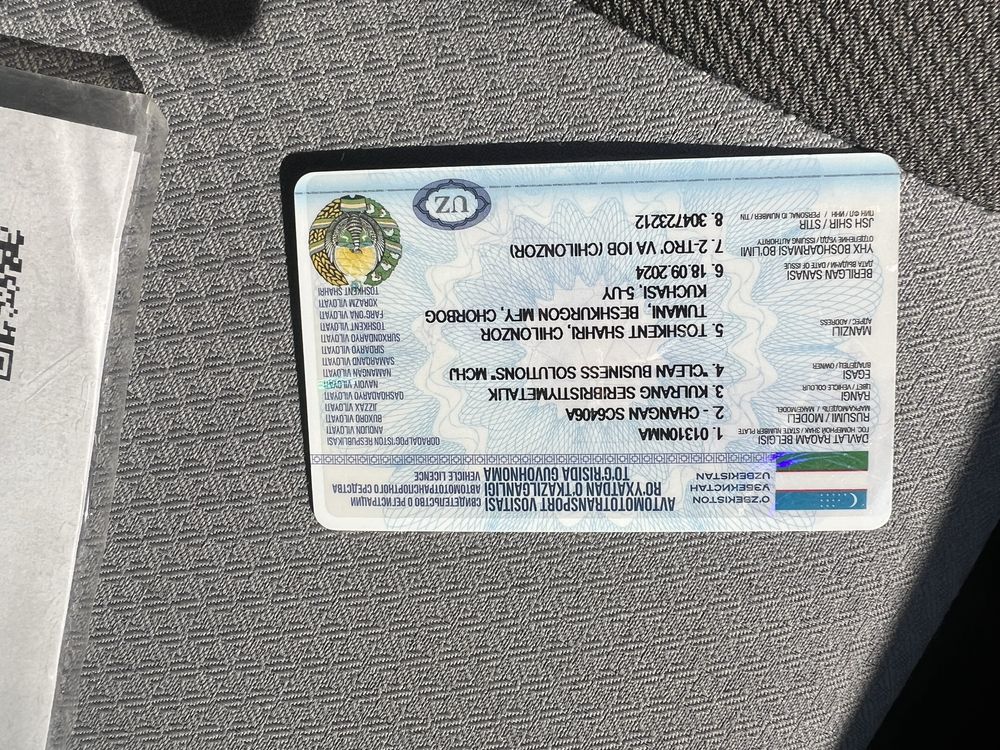 O'ZBEKISTON
ЎЗБЕКИСТАН
UZBEKISTAN
AVTOMOTOTRANSPORT VOSITASI
RO'YXATDAN O'TKAZILGANLIGI
TO'G'RISIDA GUVOHNOMA
СВИДЕТЕЛЬСТВО О РЕГИСТРАЦИИ
АВТОМОТОТРАНСПОРТНОГО СРЕДСТВА
VEHICLE LICENCE
DAVLAT RAQAM BELGISI
ГОС. НОМЕРНОЙ ЗНАК / STATE NUMBER PLATE
1. 01310NMA
RUSUMI / MODELI
МАРКА/МОДЕЛЬ / MAKE/MODEL
2. - CHANGAN SC6406A
RANGI
ЦВЕТ / VEHICLE COLOUR
3. KULRANG SERIBRISTIYMETALIK
EGASI
ВЛАДЕЛЕЦ / OWNER
4. "CLEAN BUSINESS SOLUTIONS" MCHJ
MANZILI
АДРЕС / ADDRESS
5. TOSHKENT SHAHRI, CHILONZOR
TUMANI, BESHKURGON MFY, CHORBOG
KUCHASI, 5-UY
BERILGAN SANASI
ДАТА ВЫДАЧИ / DATE OF ISSUE
6. 18.09.2024
YHX BOSHQARMASI BO'LIMI
ОТДЕЛЕНИЕ УБДД / ISSUING AUTHORITY
7. 2-TRO' VA IOB (CHILONZOR)
JSH SHIR / STIR
ПИНФЛ / ИНН / PERSONAL ID NUMBER / TIN
8. 304723212
QORAQALPOG'ISTON RESPUBLIKASI
ANDIJON VILOYATI
BUXORO VILOYATI
JIZZAX VILOYATI
QASHQADARYO VILOYATI
NAVOIY VILOYATI
NAMANGAN VILOYATI
SAMARQAND VILOYATI
SIRDARYO VILOYATI
SURXONDARYO VILOYATI
TOSHKENT VILOYATI
FARG'ONA VILOYATI
XORAZM VILOYATI
TOSHKENT SHAHRI
UZ